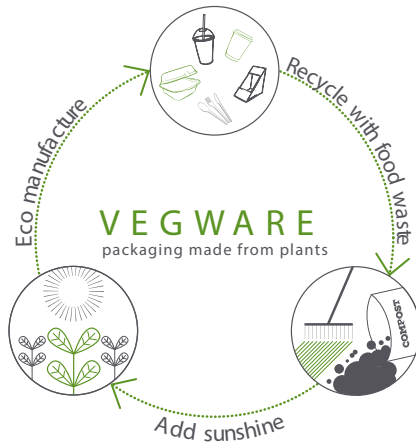 Recycle with food waste
Eco manufacture
VEGWARE
packaging made from plants
COMPOST
Add sunshine